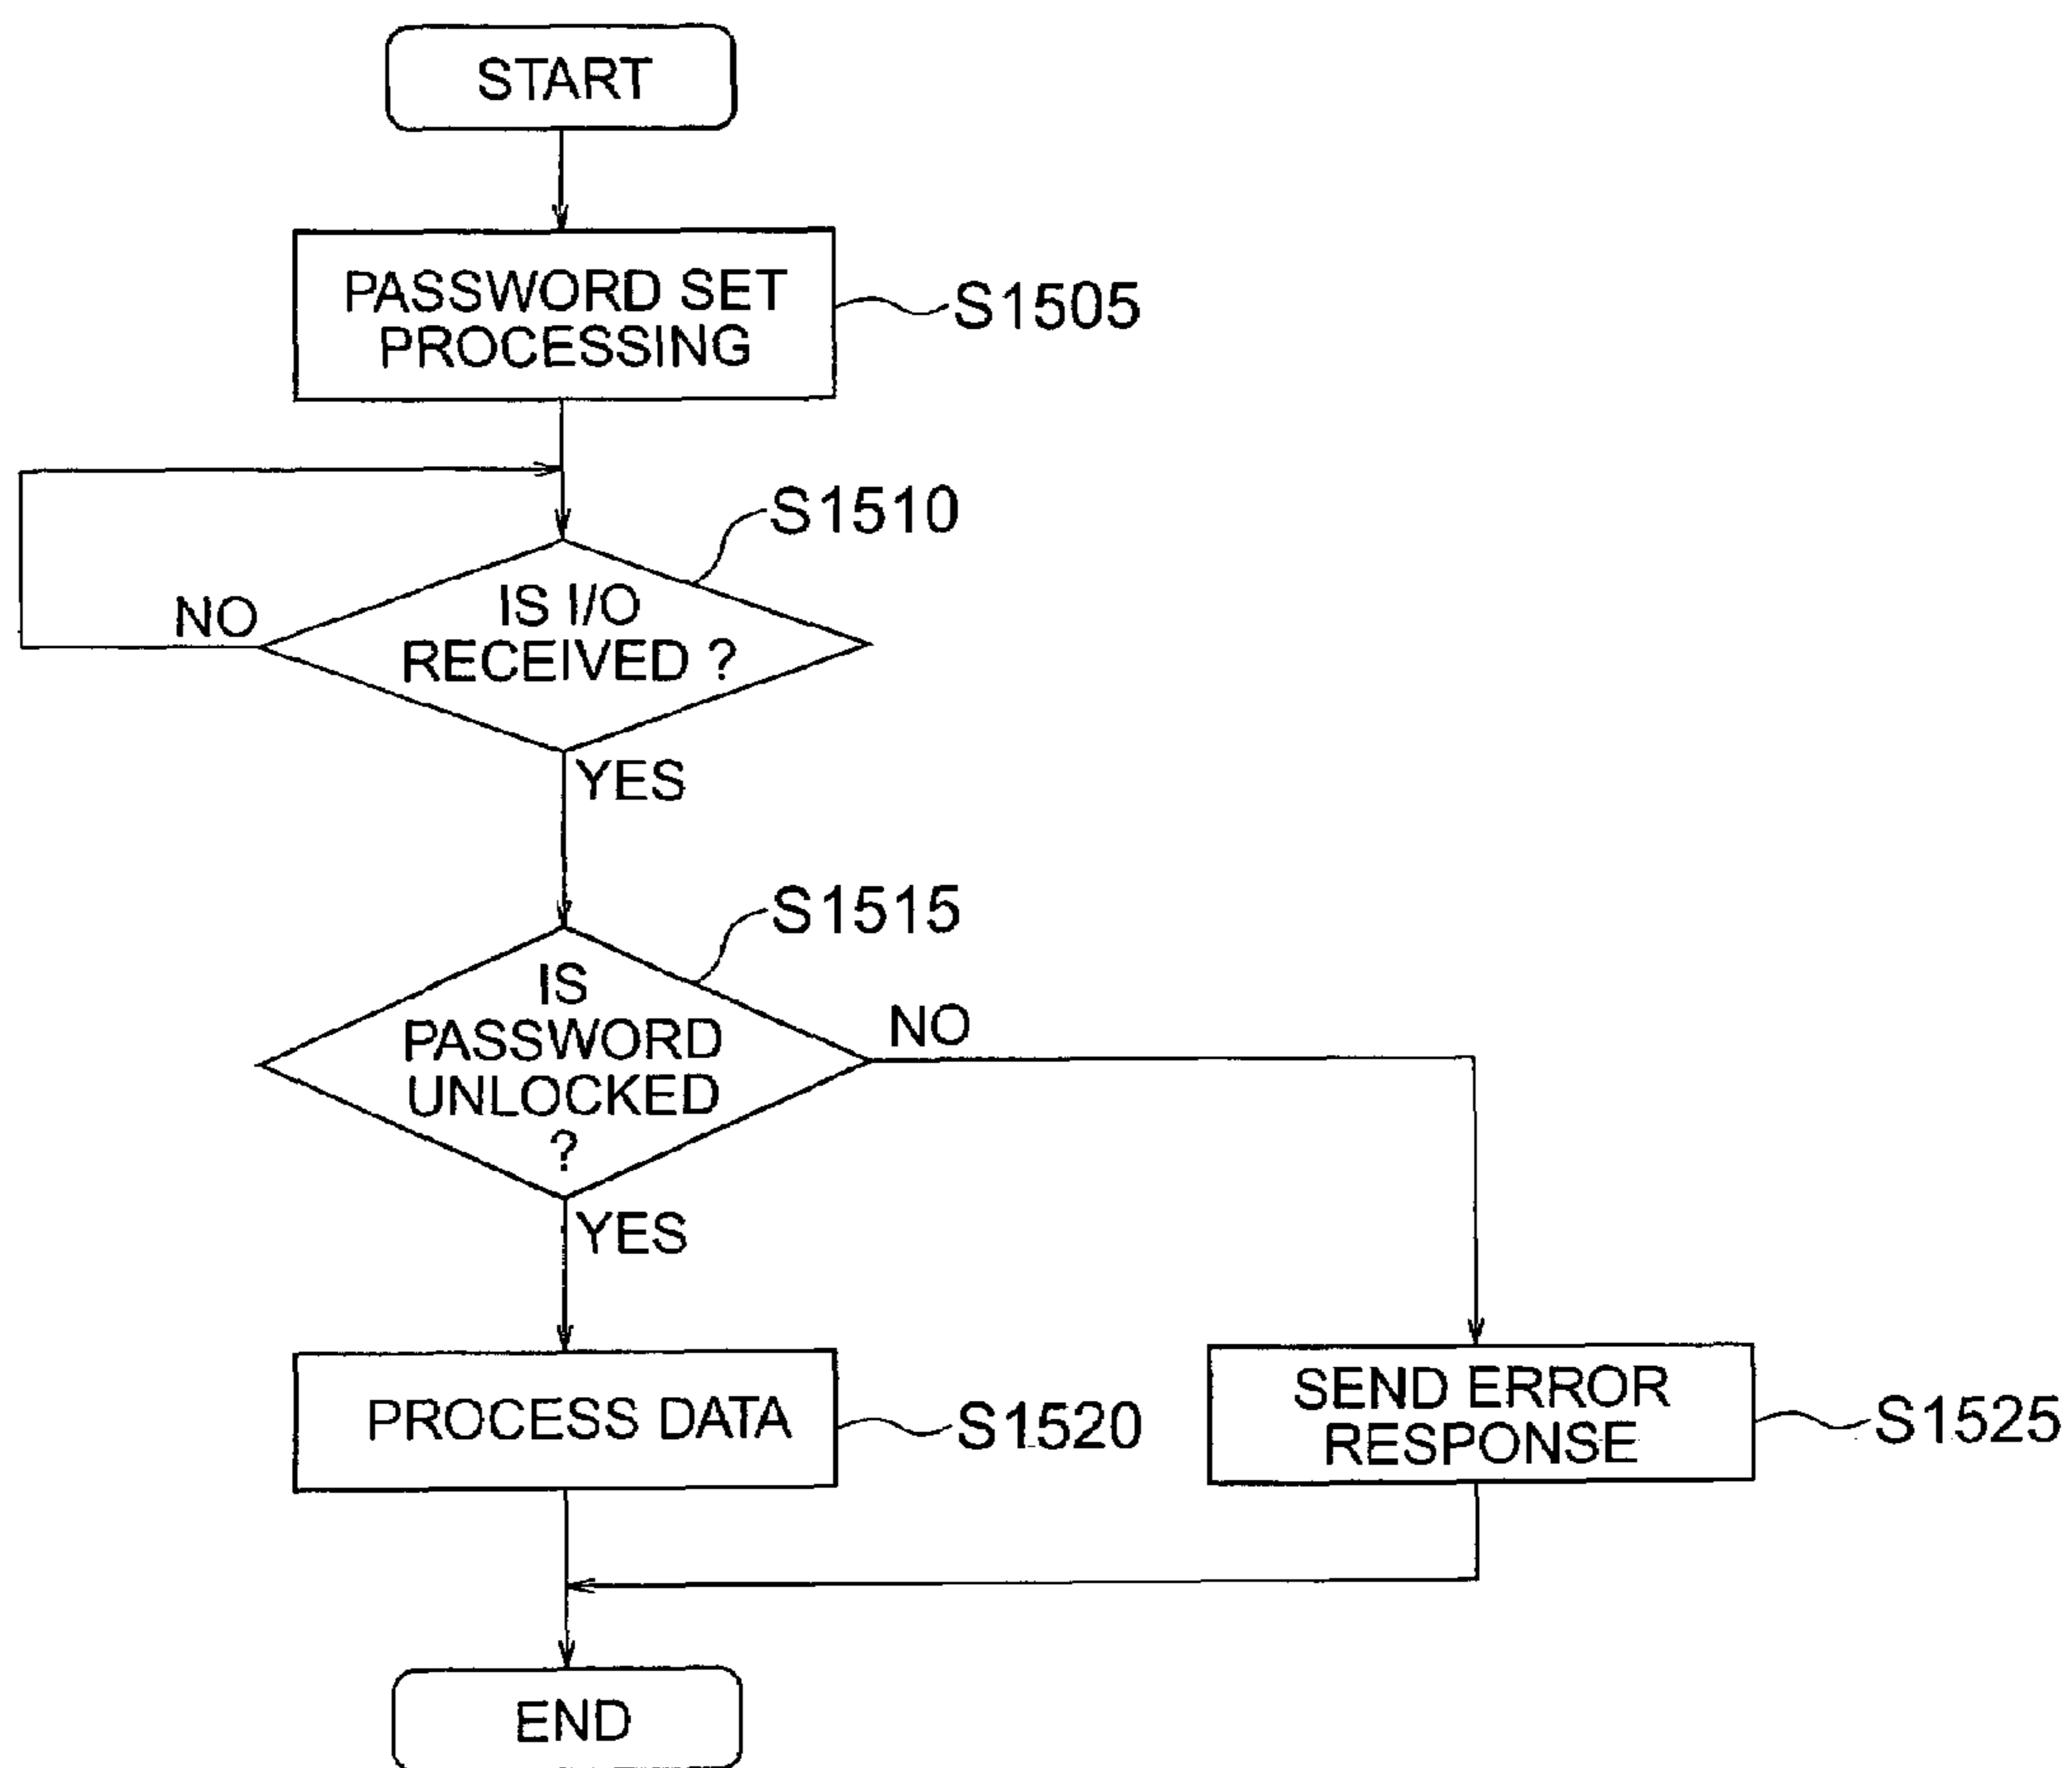 START
PASSWORD SET
PROCESSING
S1505
S1510
IS I/O
RECEIVED ?
NO
YES
S1515
IS
PASSWORD
UNLOCKED
?
NO
YES
PROCESS DATA
S1520
SEND ERROR
RESPONSE
S1525
END